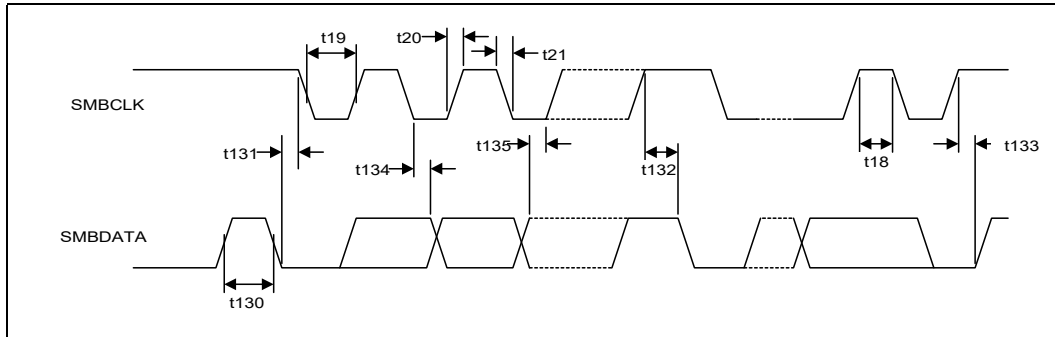 t19
t20
t21
SMBCLK
t131
t134
t135
t132
t18
t133
SMBDATA
t130